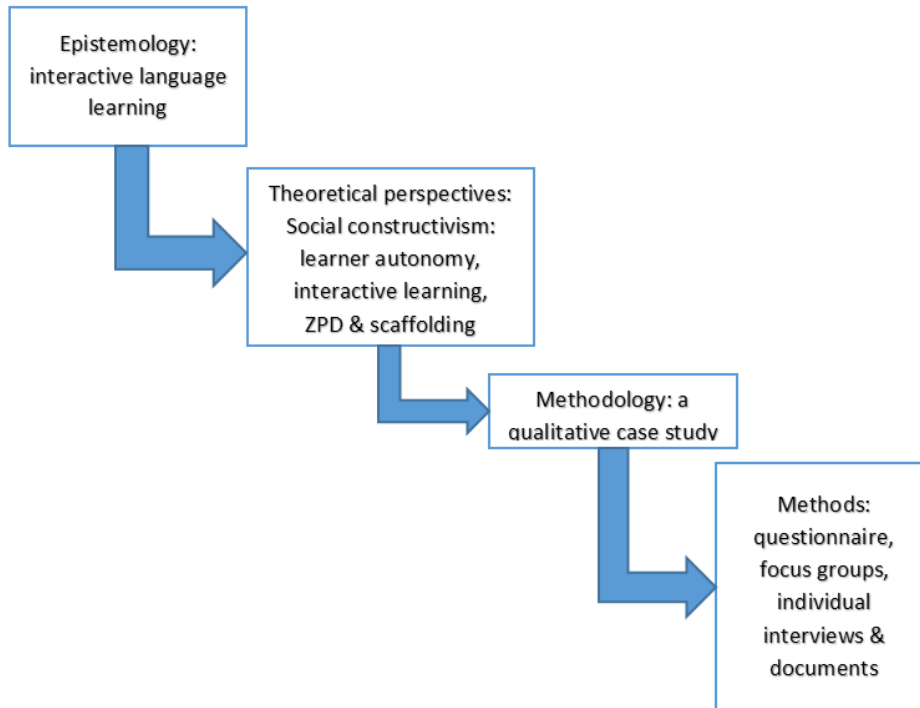 Epistemology:
interactive language
learning
Theoretical perspectives:
Social constructivism:
learner autonomy,
interactive learning,
ZPD & scaffolding
Methodology: a
qualitative case study
Methods:
questionnaire,
focus groups,
individual
interviews &
documents